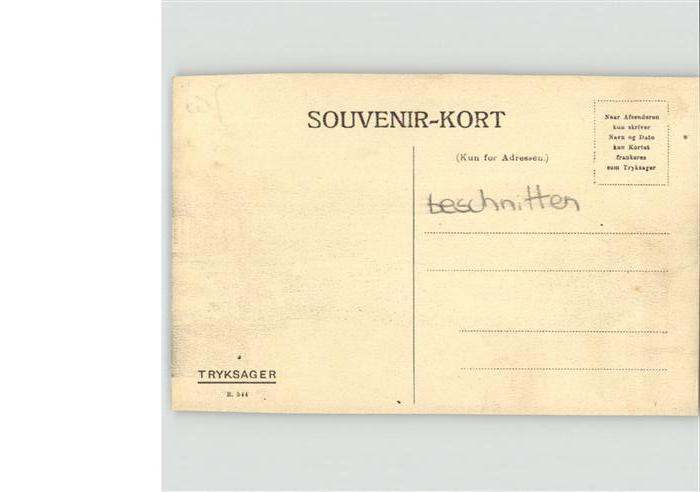 SOUVENIR-KORT
(Kun for Adressen.)
Naar Afsenderen
kun skriver
Navn og Dato
kan Kortet
frankeres
som Tryksager
beschnitten
TRYKSAGER
R. 544